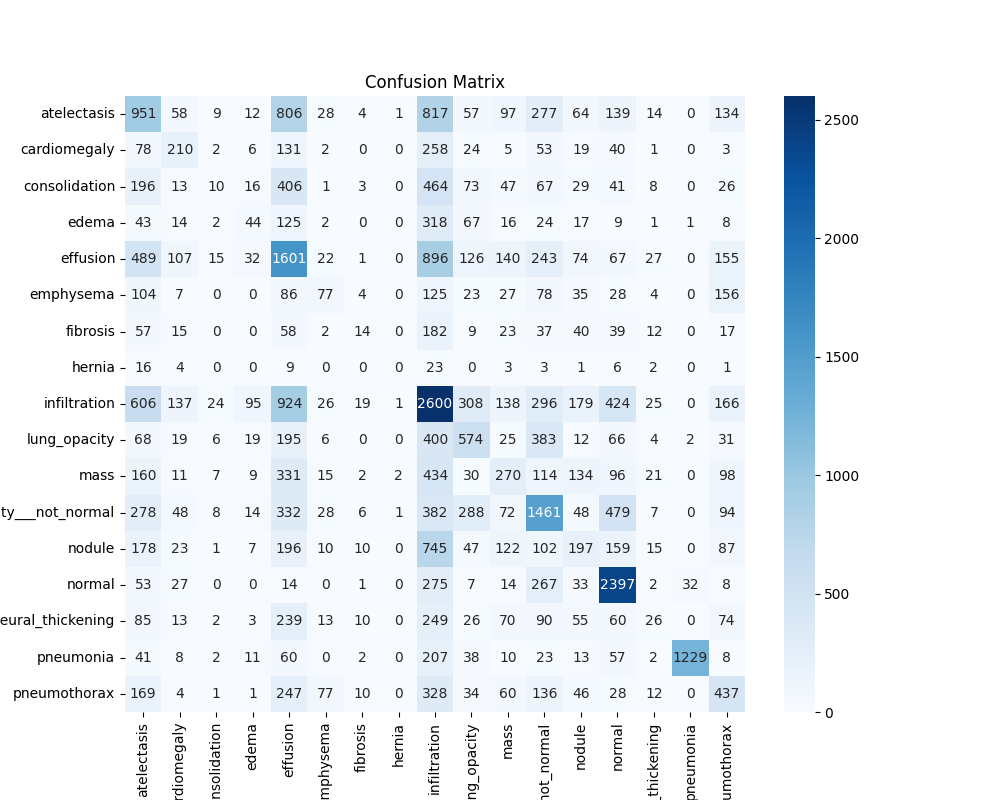 Confusion Matrix
atelectasis 951 58 9 12 806 28 4 1 817 57 97 277 64 139 14 0 134
cardiomegaly 78 210 2 6 131 2 0 0 258 24 5 53 19 40 1 0 3
consolidation 196 13 10 16 406 1 3 0 464 73 47 67 29 41 8 0 26
edema 43 14 2 44 125 2 0 0 318 67 16 24 17 9 1 1 8
effusion 489 107 15 32 1601 22 1 0 896 126 140 243 74 67 27 0 155
emphysema 104 7 0 0 86 77 4 0 125 23 27 78 35 28 4 0 156
fibrosis 57 15 0 0 58 2 14 0 182 9 23 37 40 39 12 0 17
hernia 16 4 0 0 9 0 0 0 23 0 3 3 1 6 2 0 1
infiltration 606 137 24 95 924 26 19 1 2600 308 138 296 179 424 25 0 166
lung_opacity 68 19 6 19 195 6 0 0 400 574 25 383 12 66 4 2 31
mass 160 11 7 9 331 15 2 2 434 30 270 114 134 96 21 0 98
ty___not_normal 278 48 8 14 332 28 6 1 382 288 72 1461 48 479 7 0 94
nodule 178 23 1 7 196 10 10 0 745 47 122 102 197 159 15 0 87
normal 53 27 0 0 14 0 1 0 275 7 14 267 33 2397 2 32 8
eural_thickening 85 13 2 3 239 13 10 0 249 26 70 90 55 60 26 0 74
pneumonia 41 8 2 11 60 0 2 0 207 38 10 23 13 57 2 1229 8
pneumothorax 169 4 1 1 247 77 10 0 328 34 60 136 46 28 12 0 437
atelectasis
rdiomegaly
nsolidation
edema
effusion
mphysema
fibrosis
hernia
infiltration
ng_opacity
mass
not_normal
nodule
normal
_thickening
pneumonia
umothorax
2500
2000
1500
1000
500
0